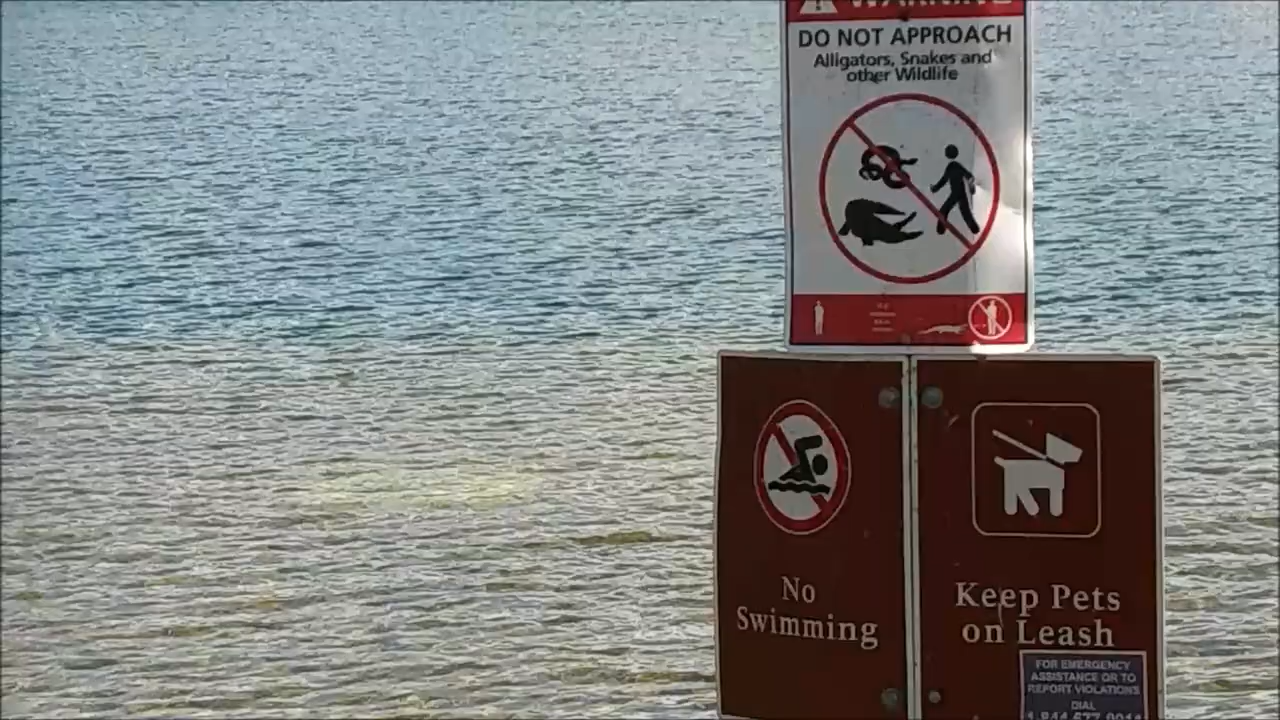 WARNING
DO NOT APPROACH
Alligators, Snakes and
other Wildlife
No
Swimming
Keep Pets
on Leash
FOR EMERGENCY
ASSISTANCE OR TO
REPORT VIOLATIONS
DIAL